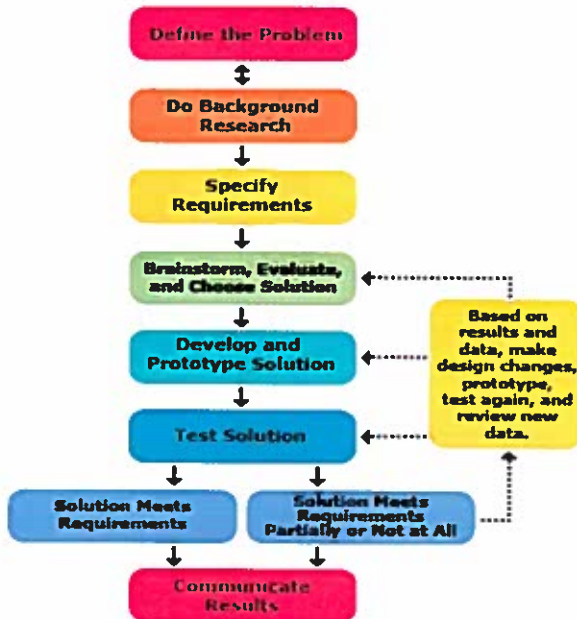 Define the Problem
Do Background
Research
Specify
Requirements
Brainstorm, Evaluate,
and Choose Solution
Develop and
Prototype Solution
Test Solution
Based on
results and
data, make
design changes,
prototype,
test again, and
review new
data.
Solution Meets
Requirements
Solution Meets
Requirements
Partially or Not at All
Communicate
Results